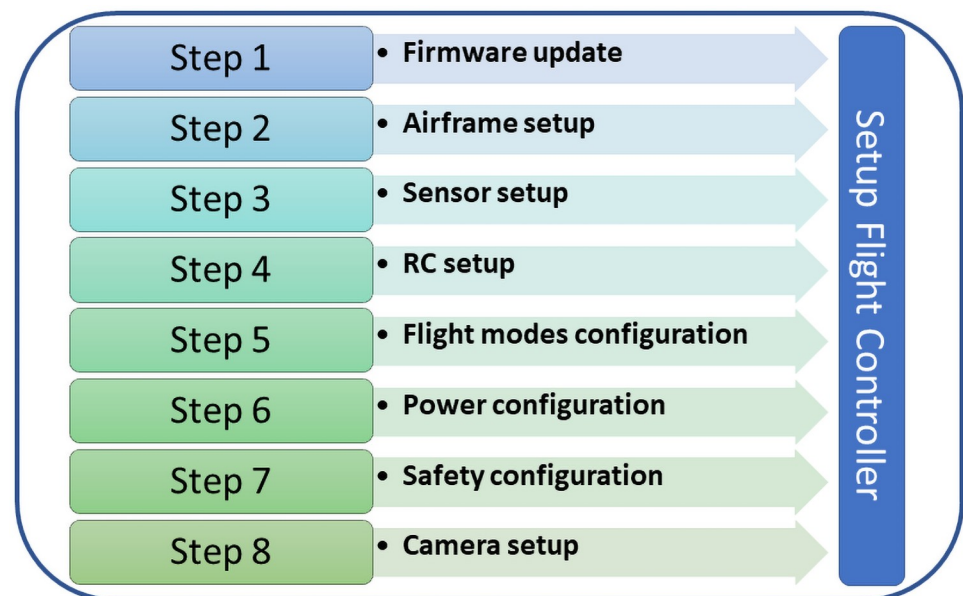 Step 1
• Firmware update
Step 2
• Airframe setup
Step 3
• Sensor setup
Step 4
• RC setup
Step 5
• Flight modes configuration
Step 6
• Power configuration
Step 7
• Safety configuration
Step 8
• Camera setup
Setup Flight Controller